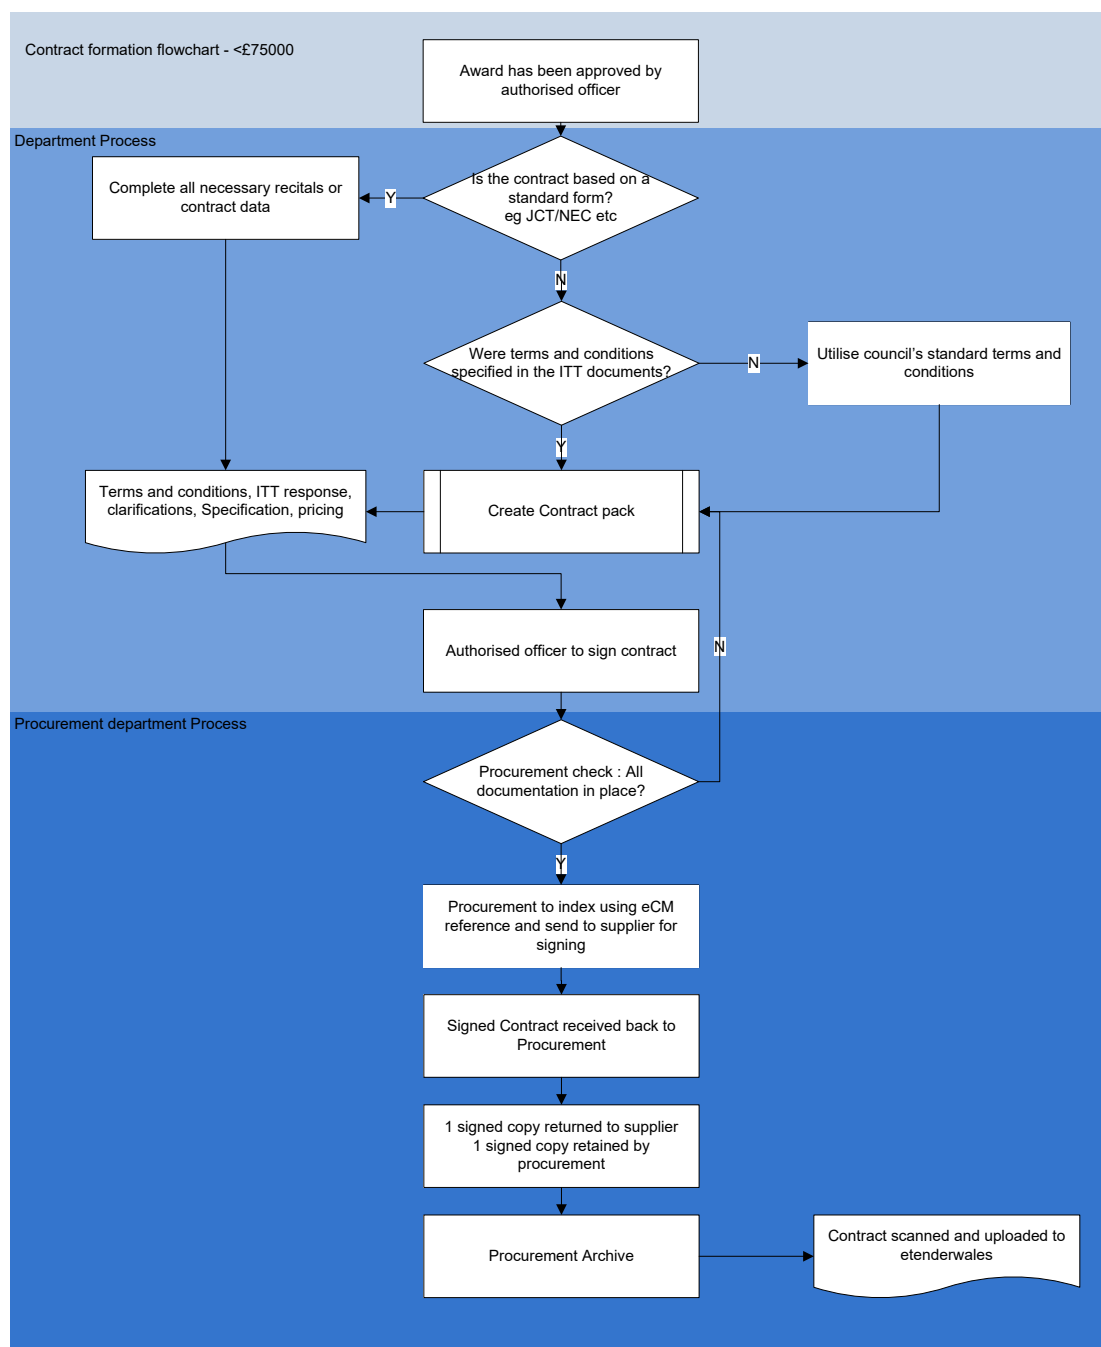 Contract formation flowchart - <£75000
Award has been approved by
authorised officer
Department Process
Complete all necessary recitals or
contract data
Y
Is the contract based on a
standard form?
eg JCT/NEC etc
N
Were terms and conditions
specified in the ITT documents?
N
Utilise council’s standard terms and
conditions
Y
Terms and conditions, ITT response,
clarifications, Specification, pricing
Create Contract pack
Authorised officer to sign contract
N
Procurement department Process
Procurement check : All
documentation in place?
Y
Procurement to index using eCM
reference and send to supplier for
signing
Signed Contract received back to
Procurement
1 signed copy returned to supplier
1 signed copy retained by
procurement
Procurement Archive
Contract scanned and uploaded to
etenderwales